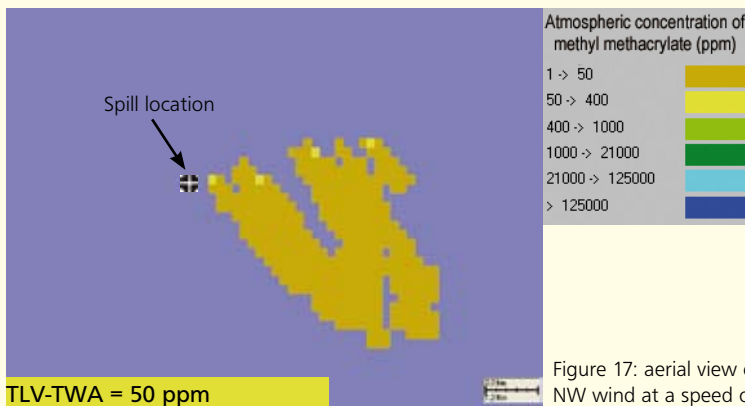 Atmospheric concentration of
methyl methacrylate (ppm)
1 -> 50
50 -> 400
400 -> 1000
1000 -> 21000
21000 -> 125000
> 125000
Spill location
TLV-TWA = 50 ppm
Figure 17: aerial view
NW wind at a speed